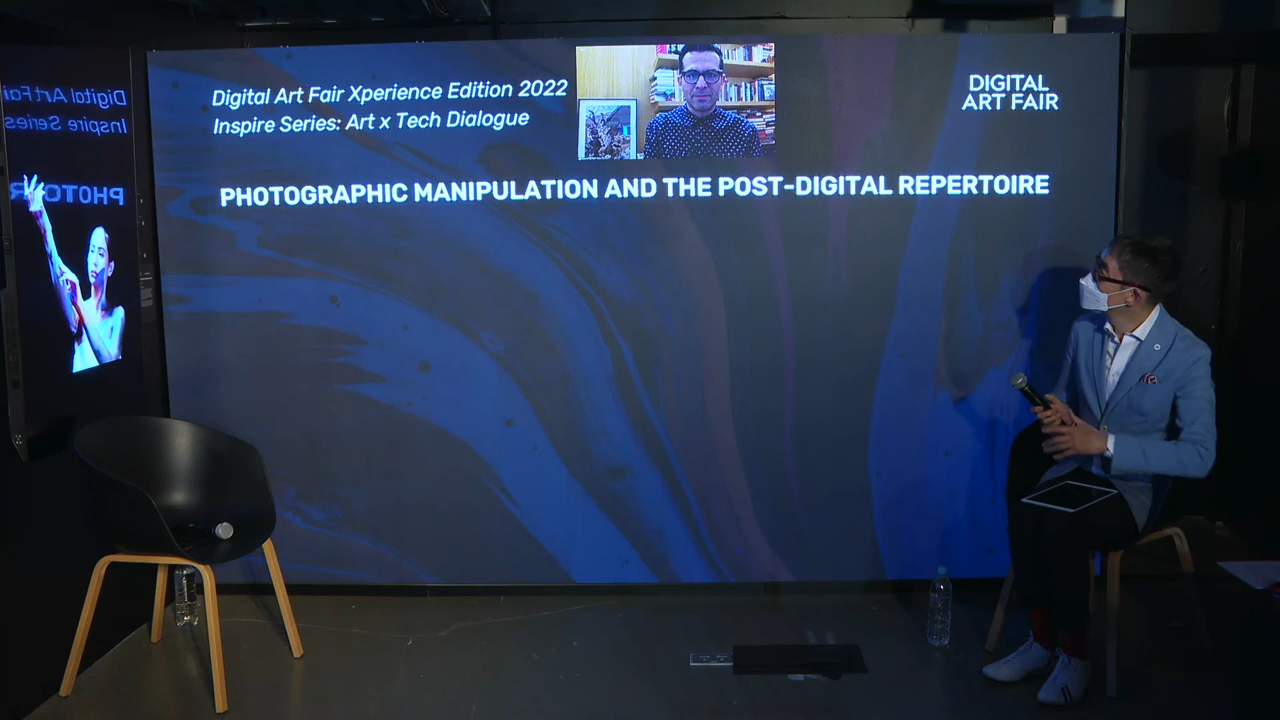 Digital Art Fair Xperience Edition 2022
Inspire Series: Art x Tech Dialogue
DIGITAL
ART FAIR
PHOTOGRAPHIC MANIPULATION AND THE POST-DIGITAL REPERTOIRE
Digital Art Fair
Inspire Series
PHOTOGR